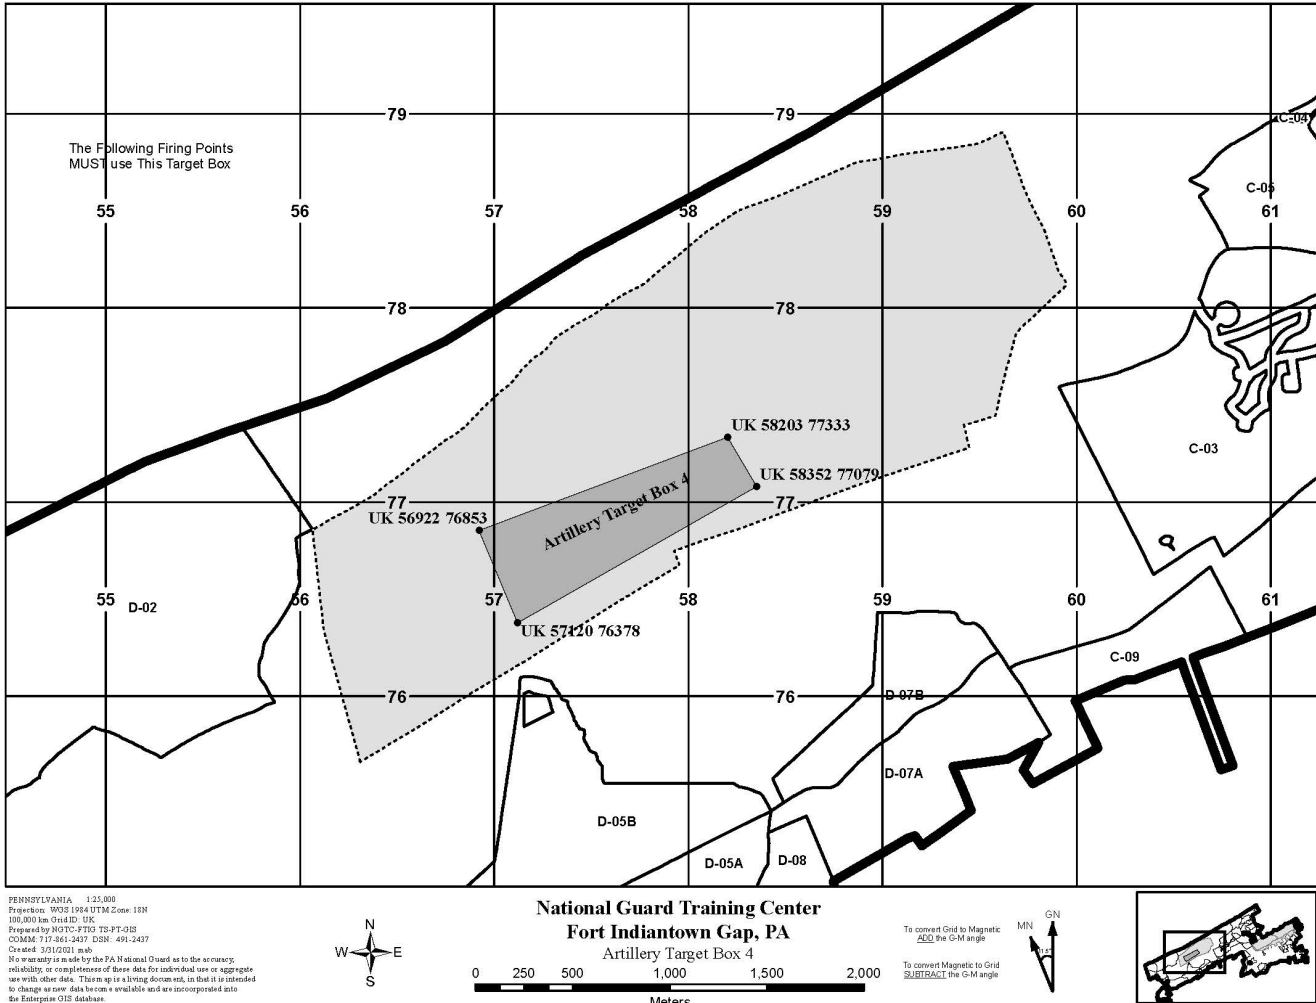 79
79
C-04
The Following Firing Points
MUST use This Target Box
C-05
55
56
57
58
59
60
61
78
78
UK 58203 77333
C-03
UK 58352 77079
Artillery Target Box 4
77
77
UK 56922 76853
55
D-02
56
57
58
59
60
61
UK 57120 76378
C-09
76
76
D-07B
D-07A
D-05B
D-05A
D-08
PENNSYLVANIA 1:25,000
Projection: WGS 1984 UTM Zone: 18N
100,000 km Grid ID: UK
Prepared by NGTC-FTIG TS-PT-GIS
COMM: 717-861-2437 DSN: 491-2437
Created: 3/31/2021 mab
No warranty is made by the PA National Guard as to the accuracy,
reliability, or completeness of these data for individual use or aggregate
use with other data. This map is a living document, in that it is intended
to change as new data become available and are incorporated into
the Enterprise GIS database.
N
W
E
S
National Guard Training Center
Fort Indiantown Gap, PA
Artillery Target Box 4
0 250 500 1,000 1,500 2,000
Meters
To convert Grid to Magnetic
ADD the G-M angle
To convert Magnetic to Grid
SUBTRACT the G-M angle
MN
GN